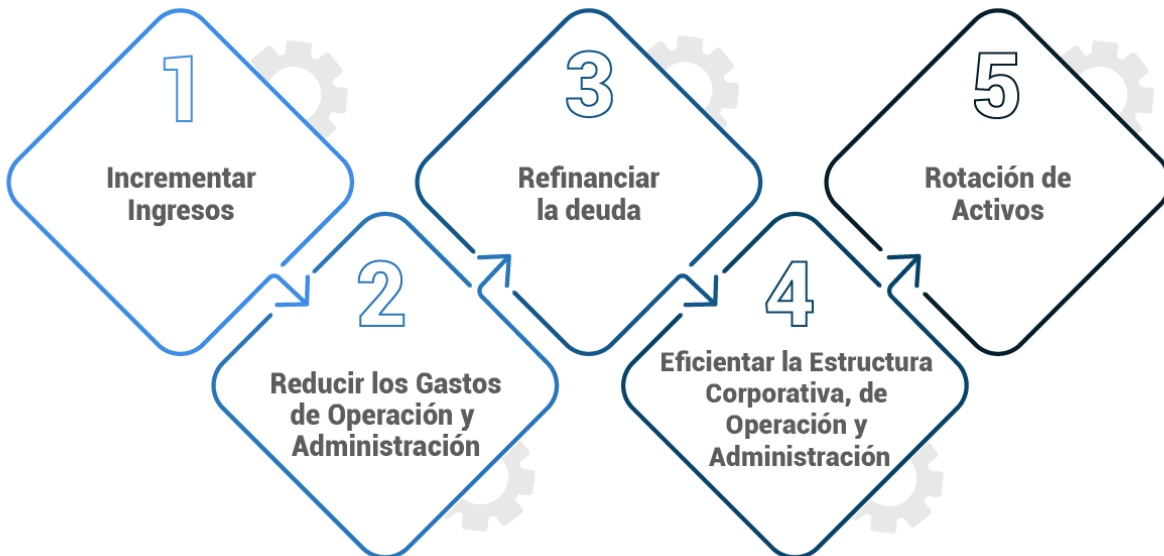 1
Incrementar
Ingresos
2
Reducir los Gastos
de Operación y
Administración
3
Refinanciar
la deuda
4
Eficientar la Estructura
Corporativa, de
Operación y
Administración
5
Rotación de
Activos